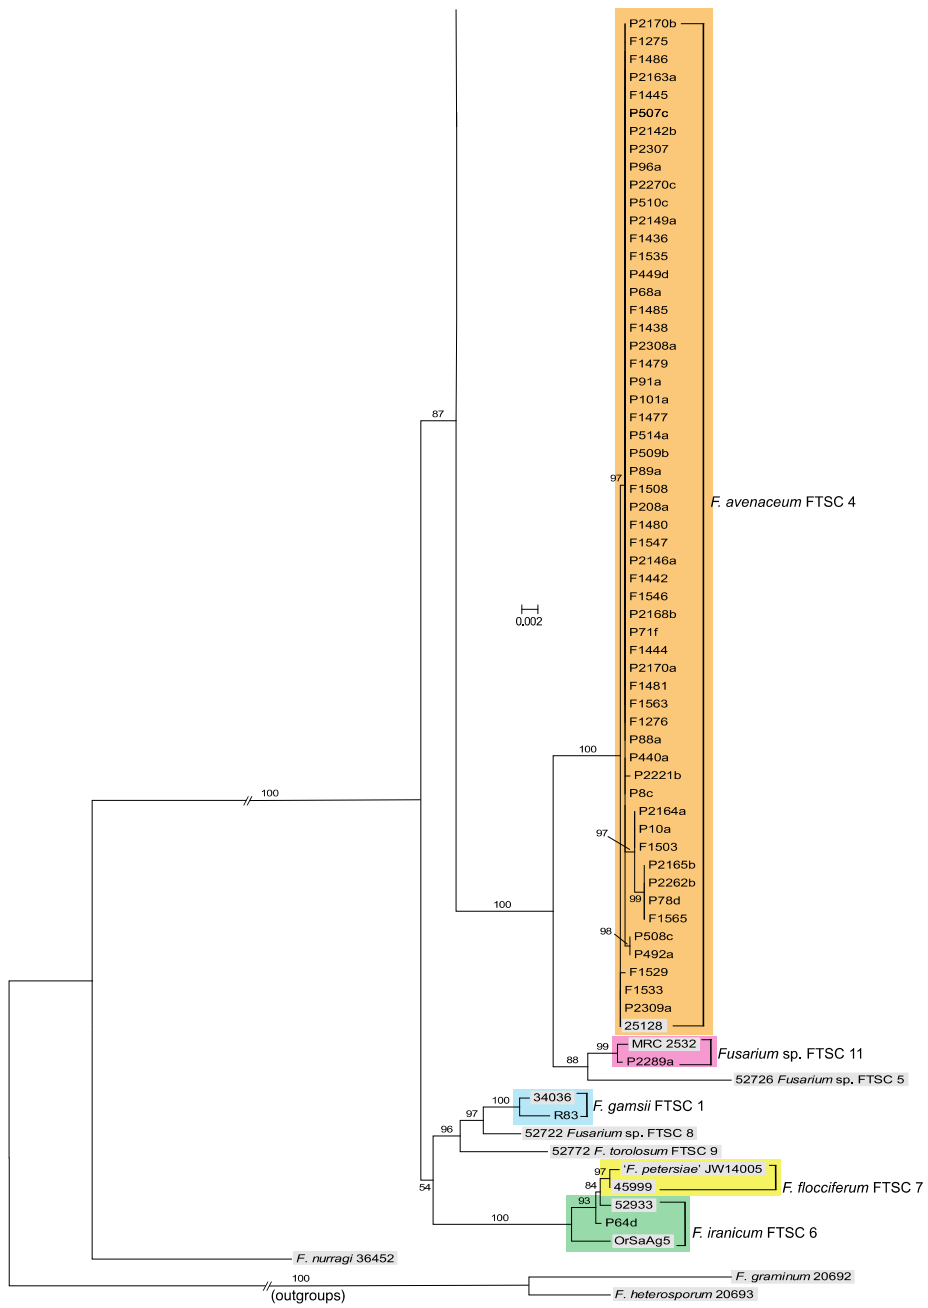 P2170b
F1275
F1486
P2163a
F1445
P507c
P2142b
P2307
P96a
P2270c
P510c
P2149a
F1436
F1535
P449d
P68a
F1485
F1438
P2308a
F1479
P91a
P101a
87
F1477
P514a
P509b
P89a
97
F1508
F. avenaceum FTSC 4
P208a
F1480
F1547
P2146a
F1442
F1546
P2168b
0.002
P71f
F1444
P2170a
F1481
F1563
F1276
P88a
100
P440a
P2221b
100
P8c
P2164a
P10a
97
F1503
P2165b
P2262b
99
P78d
100
F1565
98
P508c
P492a
F1529
F1533
P2309a
25128
99
MRC 2532
Fusarium sp. FTSC 11
88
P2289a
52726 Fusarium sp. FTSC 5
100
34036
F. gamsii FTSC 1
97
R83
96
52722 Fusarium sp. FTSC 8
52772 F. torolosum FTSC 9
97
'F. petersiae' JW14005
54
84
45999
F. flocciferum FTSC 7
93
52933
100
P64d
F. iranicum FTSC 6
OrSaAg5
F. nurragi 36452
100
(outgroups)
F. graminum 20692
F. heterosporum 20693